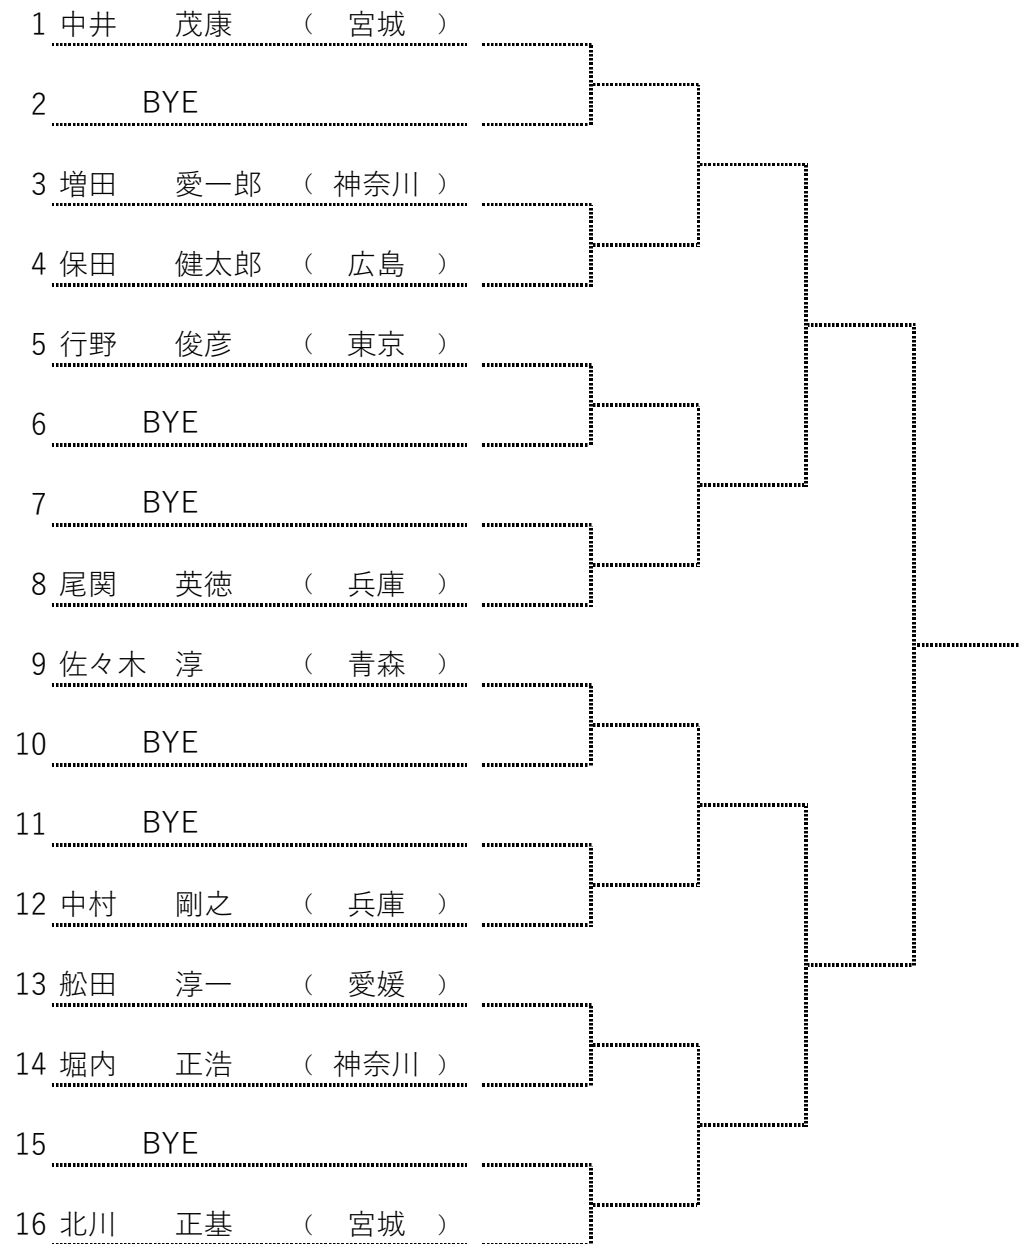 1 中井 茂康 ( 宮城 )
2 BYE
3 増田 愛一郎 ( 神奈川 )
4 保田 健太郎 ( 広島 )
5 行野 俊彦 ( 東京 )
6 BYE
7 BYE
8 尾関 英徳 ( 兵庫 )
9 佐々木 淳 ( 青森 )
10 BYE
11 BYE
12 中村 剛之 ( 兵庫 )
13 舩田 淳一 ( 愛媛 )
14 堀内 正浩 ( 神奈川 )
15 BYE
16 北川 正基 ( 宮城 )